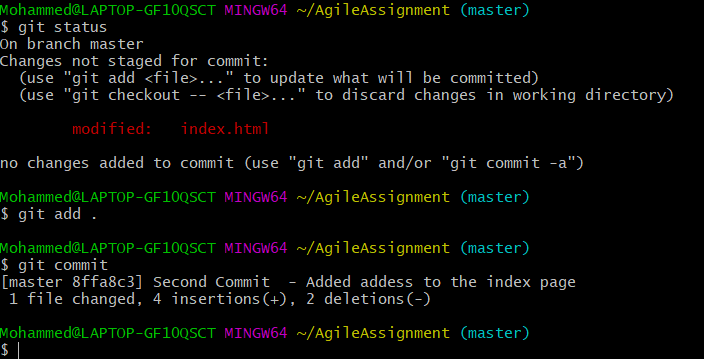 Mohammed@LAPTOP-GF1OQSCT MINGW64 ~/AgileAssignment (master)
$ git status
On branch master
Changes not staged for commit:
  (use "git add <file>..." to update what will be committed)
  (use "git checkout -- <file>..." to discard changes in working directory)
        modified:   index.html
no changes added to commit (use "git add" and/or "git commit -a")
Mohammed@LAPTOP-GF1OQSCT MINGW64 ~/AgileAssignment (master)
$ git add .
Mohammed@LAPTOP-GF1OQSCT MINGW64 ~/AgileAssignment (master)
$ git commit
[master 8ffa8c3] Second Commit  - Added addess to the index page
 1 file changed, 4 insertions(+), 2 deletions(-)
Mohammed@LAPTOP-GF1OQSCT MINGW64 ~/AgileAssignment (master)
$